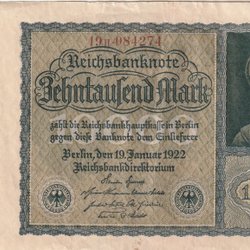 19H·084274
Reichsbanknote
Zehntausend Mark
zahlt die Reichsbankhauptkasse in Berlin
gegen diese Banknote dem Einlieferer
Berlin, den 19. Januar 1922
Reichsbankdirektorium